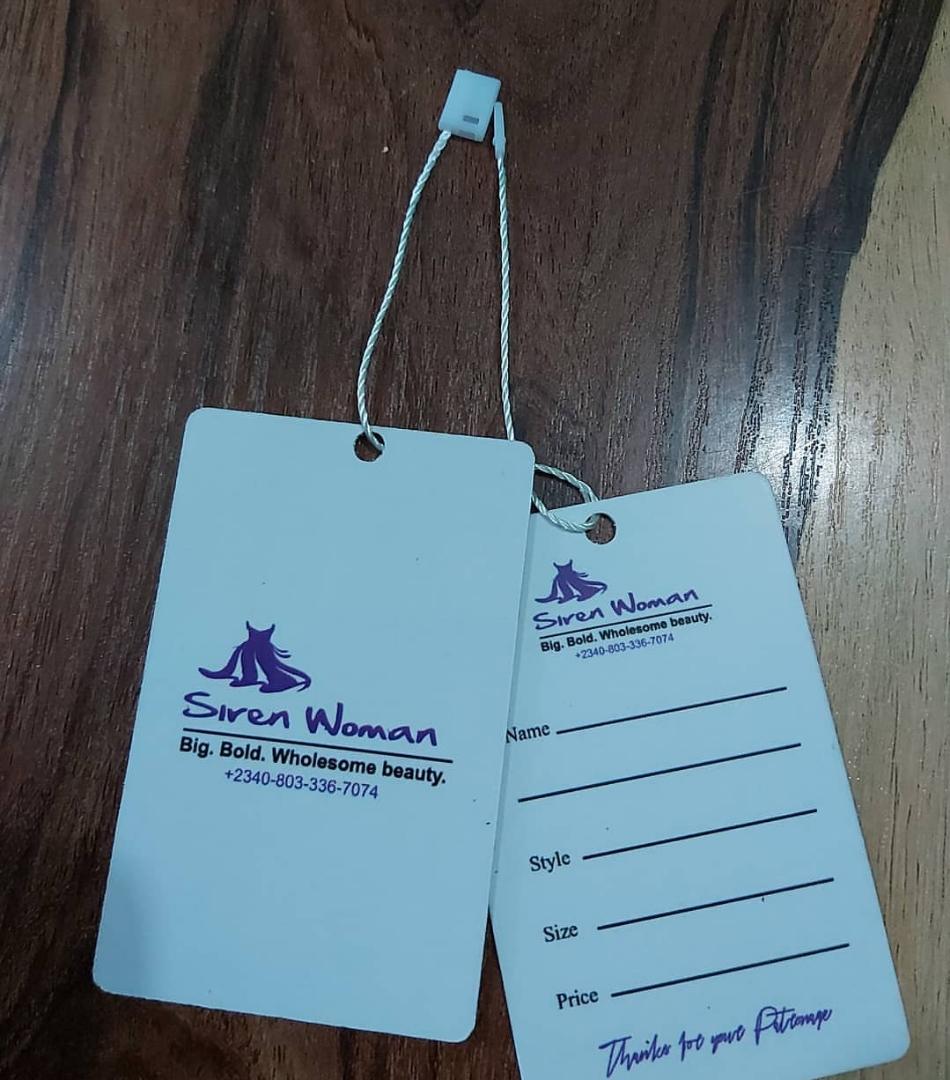 Siren Woman
Big. Bold. Wholesome beauty.
+2340-803-336-7074
Siren Woman
Big. Bold. Wholesome beauty.
+2340-803-336-7074
Name
Style
Size
Price
Thanks for your Patronage